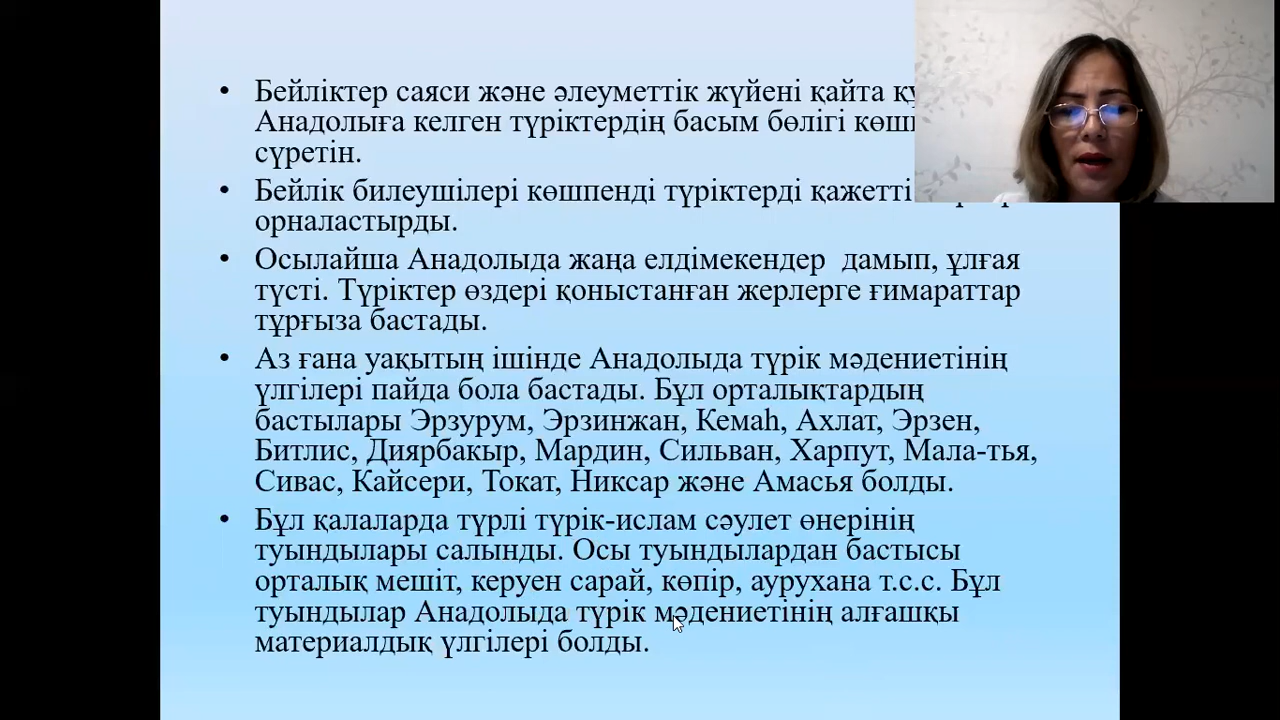 • Бейліктер саяси және әлеуметтік жүйені қайта
Анадолыға келген түріктердің басым бөлігі
сүретін.
• Бейлік билеушілері көшпенді түріктерді қажетті
орналастырды.
• Осылайша Анадолыда жаңа елдімекендер дамып, ұлғая
түсті. Түріктер өздері қоныстанған жерлерге ғимараттар
тұрғыза бастады.
• Аз ғана уақытың ішінде Анадолыда түрік мәдениетінің
үлгілері пайда бола бастады. Бұл орталықтардың
бастылары Эрзурум, Эрзинжан, Кемаһ, Ахлат, Эрзен,
Битлис, Диярбакыр, Мардин, Сильван, Харпут, Мала-тья,
Сивас, Кайсери, Токат, Никсар және Амасья болды.
• Бұл қалаларда түрлі түрік-ислам сәулет өнерінің
туындылары салынды. Осы туындылардан бастысы
орталық мешіт, керуен сарай, көпір, аурухана т.с.с. Бұл
туындылар Анадолыда түрік мәдениетінің алғашқы
материалдық үлгілері болды.